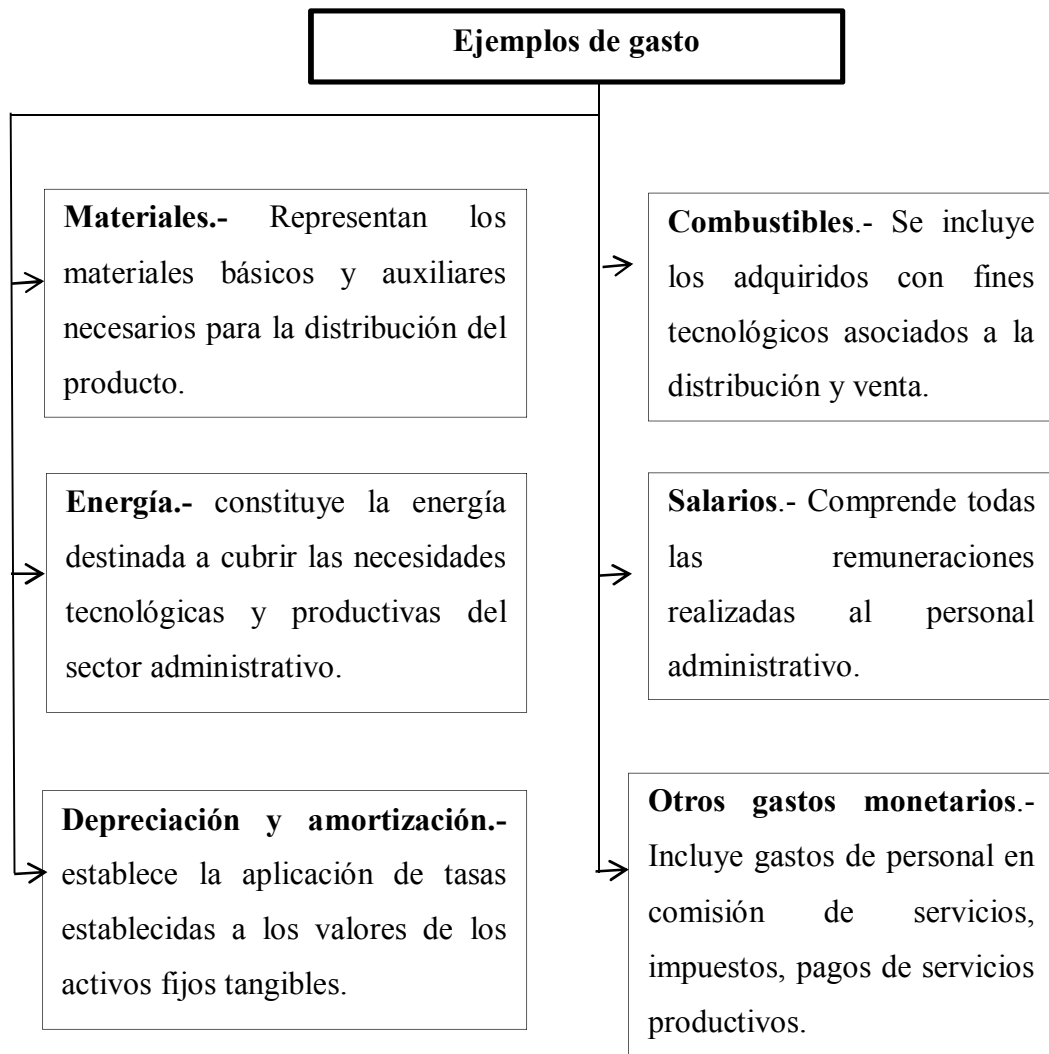 Ejemplos de gasto
Materiales.- Representan los
materiales básicos y auxiliares
necesarios para la distribución del
producto.
Combustibles.- Se incluye
los adquiridos con fines
tecnológicos asociados a la
distribución y venta.
Energía.- constituye la energía
destinada a cubrir las necesidades
tecnológicas y productivas del
sector administrativo.
Salarios.- Comprende todas
las remuneraciones
realizadas al personal
administrativo.
Depreciación y amortización.-
establece la aplicación de tasas
establecidas a los valores de los
activos fijos tangibles.
Otros gastos monetarios.-
Incluye gastos de personal en
comisión de servicios,
impuestos, pagos de servicios
productivos.